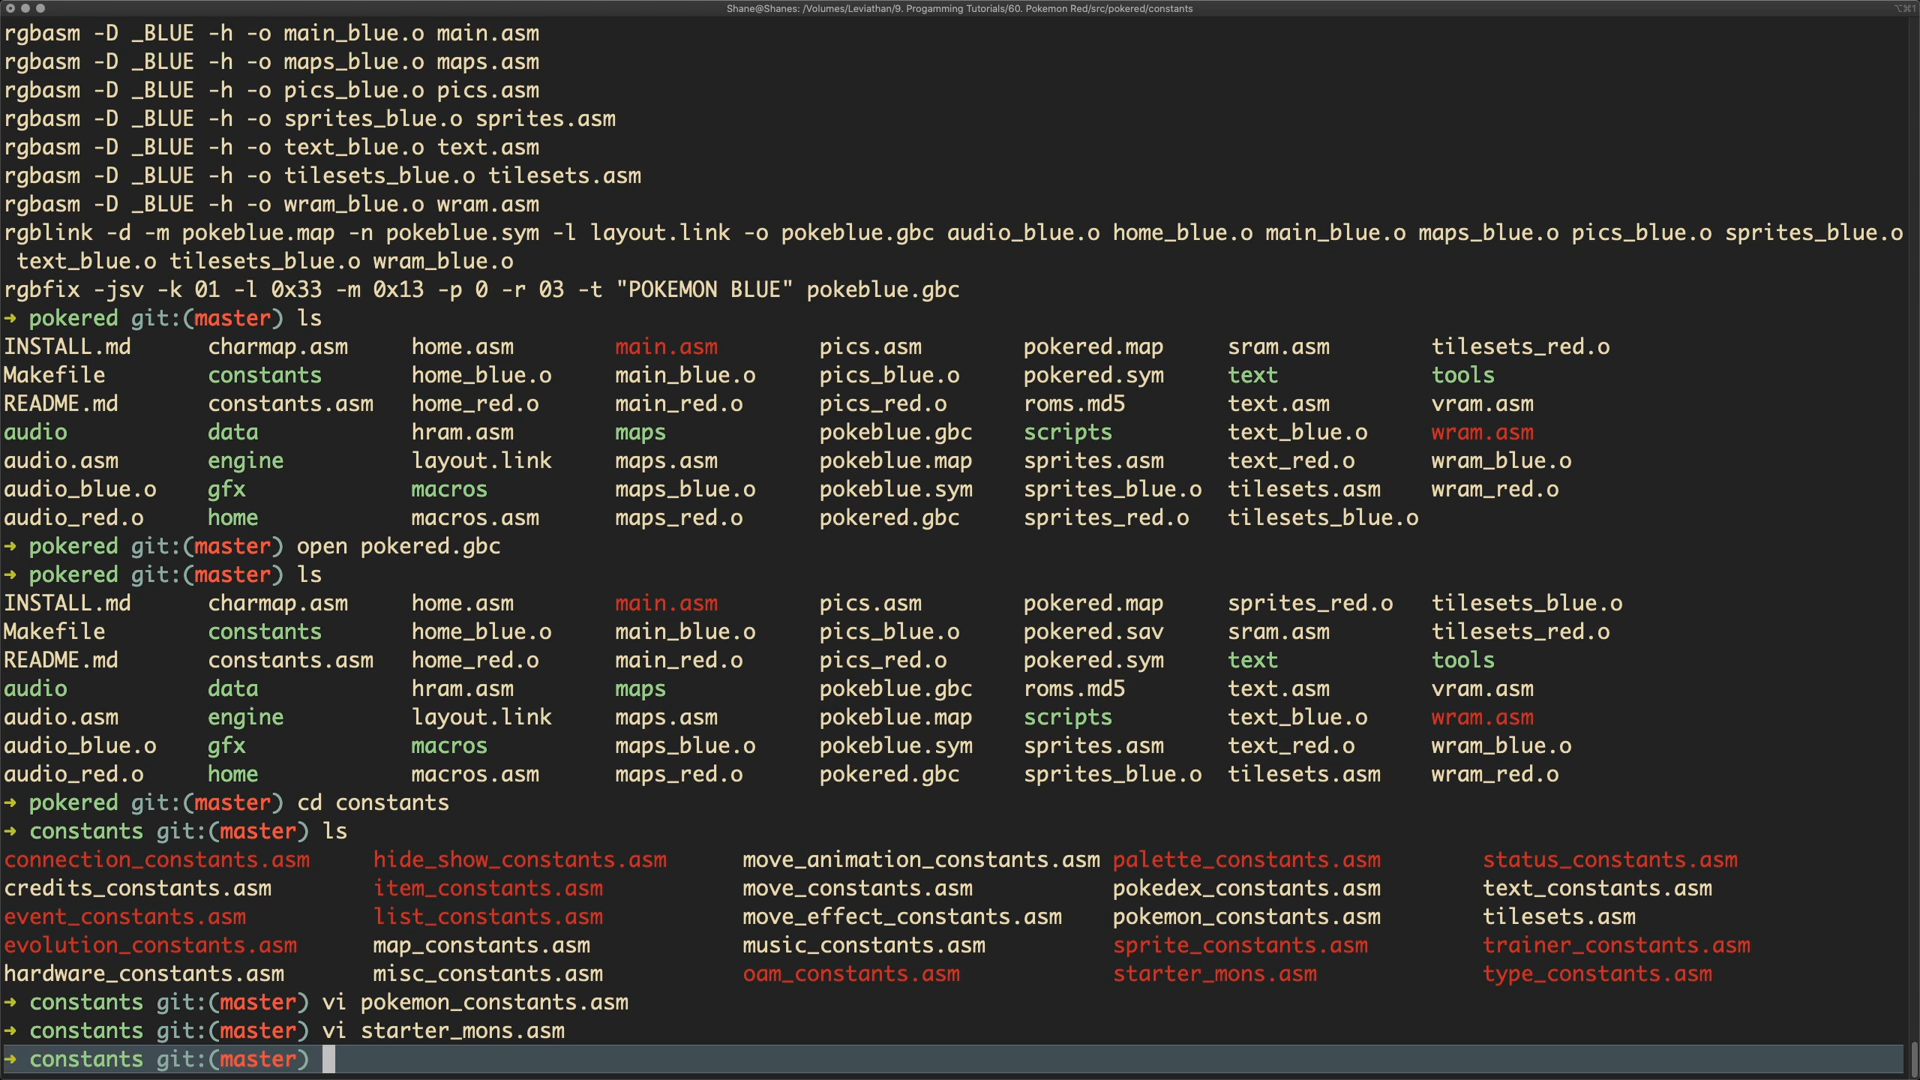 Shane@Shanes: /Volumes/Leviathan/9. Progamming Tutorials/60. Pokemon Red/src/pokered/constants
⌥⌘1
rgbasm -D _BLUE -h -o main_blue.o main.asm
rgbasm -D _BLUE -h -o maps_blue.o maps.asm
rgbasm -D _BLUE -h -o pics_blue.o pics.asm
rgbasm -D _BLUE -h -o sprites_blue.o sprites.asm
rgbasm -D _BLUE -h -o text_blue.o text.asm
rgbasm -D _BLUE -h -o tilesets_blue.o tilesets.asm
rgbasm -D _BLUE -h -o wram_blue.o wram.asm
rgblink -d -m pokeblue.map -n pokeblue.sym -l layout.link -o pokeblue.gbc audio_blue.o home_blue.o main_blue.o maps_blue.o pics_blue.o sprites_blue.o
text_blue.o tilesets_blue.o wram_blue.o
rgbfix -jsv -k 01 -l 0x33 -m 0x13 -p 0 -r 03 -t "POKEMON BLUE" pokeblue.gbc
→ pokered git:(master) ls
INSTALL.md charmap.asm home.asm main.asm pics.asm pokered.map sram.asm tilesets_red.o
Makefile constants home_blue.o main_blue.o pics_blue.o pokered.sym text tools
README.md constants.asm home_red.o main_red.o pics_red.o roms.md5 text.asm vram.asm
audio data hram.asm maps pokeblue.gbc scripts text_blue.o wram.asm
audio.asm engine layout.link maps.asm pokeblue.map sprites.asm text_red.o wram_blue.o
audio_blue.o gfx macros maps_blue.o pokeblue.sym sprites_blue.o tilesets.asm wram_red.o
audio_red.o home macros.asm maps_red.o pokered.gbc sprites_red.o tilesets_blue.o
→ pokered git:(master) open pokered.gbc
→ pokered git:(master) ls
INSTALL.md charmap.asm home.asm main.asm pics.asm pokered.map sprites_red.o tilesets_blue.o
Makefile constants home_blue.o main_blue.o pics_blue.o pokered.sav sram.asm tilesets_red.o
README.md constants.asm home_red.o main_red.o pics_red.o pokered.sym text tools
audio data hram.asm maps pokeblue.gbc roms.md5 text.asm vram.asm
audio.asm engine layout.link maps.asm pokeblue.map scripts text_blue.o wram.asm
audio_blue.o gfx macros maps_blue.o pokeblue.sym sprites.asm text_red.o wram_blue.o
audio_red.o home macros.asm maps_red.o pokered.gbc sprites_blue.o tilesets.asm wram_red.o
→ pokered git:(master) cd constants
→ constants git:(master) ls
connection_constants.asm hide_show_constants.asm move_animation_constants.asm palette_constants.asm status_constants.asm
credits_constants.asm item_constants.asm move_constants.asm pokedex_constants.asm text_constants.asm
event_constants.asm list_constants.asm move_effect_constants.asm pokemon_constants.asm tilesets.asm
evolution_constants.asm map_constants.asm music_constants.asm sprite_constants.asm trainer_constants.asm
hardware_constants.asm misc_constants.asm oam_constants.asm starter_mons.asm type_constants.asm
→ constants git:(master) vi pokemon_constants.asm
→ constants git:(master) vi starter_mons.asm
→ constants git:(master)